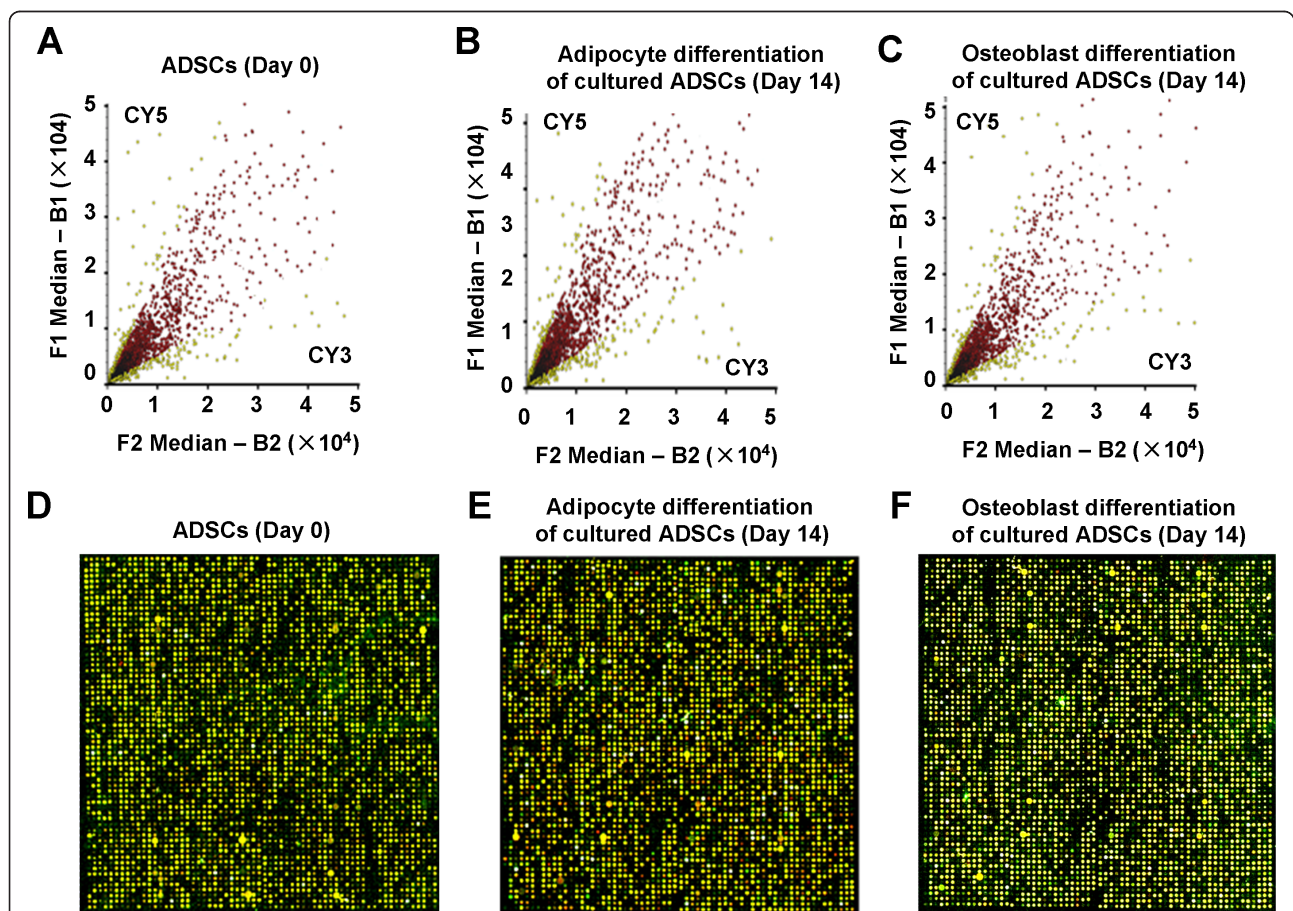 A
ADSCs (Day 0)
CY5
CY3
F1 Median – B1 (×104)
5
4
3
2
1
0
0 1 2 3 4 5
F2 Median – B2 (×10⁴)
B
Adipocyte differentiation
of cultured ADSCs (Day 14)
CY5
CY3
F1 Median – B1 (×104)
5
4
3
2
1
0
0 1 2 3 4 5
F2 Median – B2 (×10⁴)
C
Osteoblast differentiation
of cultured ADSCs (Day 14)
CY5
CY3
F1 Median – B1 (×104)
5
4
3
2
1
0
0 1 2 3 4 5
F2 Median – B2 (×10⁴)
D
ADSCs (Day 0)
E
Adipocyte differentiation
of cultured ADSCs (Day 14)
F
Osteoblast differentiation
of cultured ADSCs (Day 14)